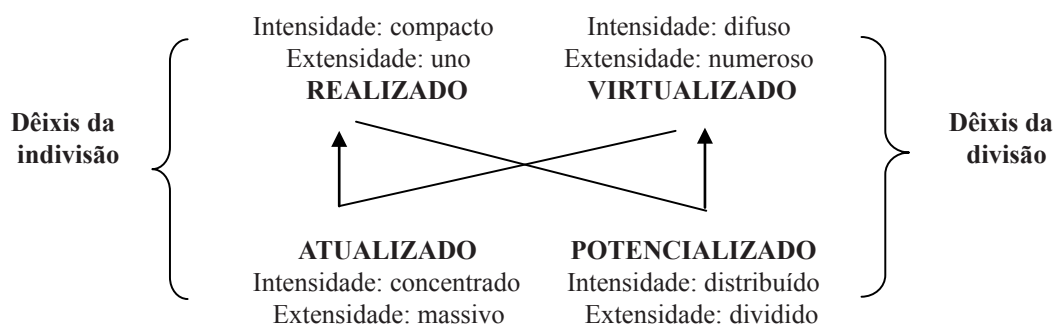 Intensidade: compacto
Extensidade: uno
REALIZADO
Intensidade: difuso
Extensidade: numeroso
VIRTUALIZADO
Dêixis da
indivisão
Dêixis da
divisão
ATUALIZADO
Intensidade: concentrado
Extensidade: massivo
POTENCIALIZADO
Intensidade: distribuído
Extensidade: dividido